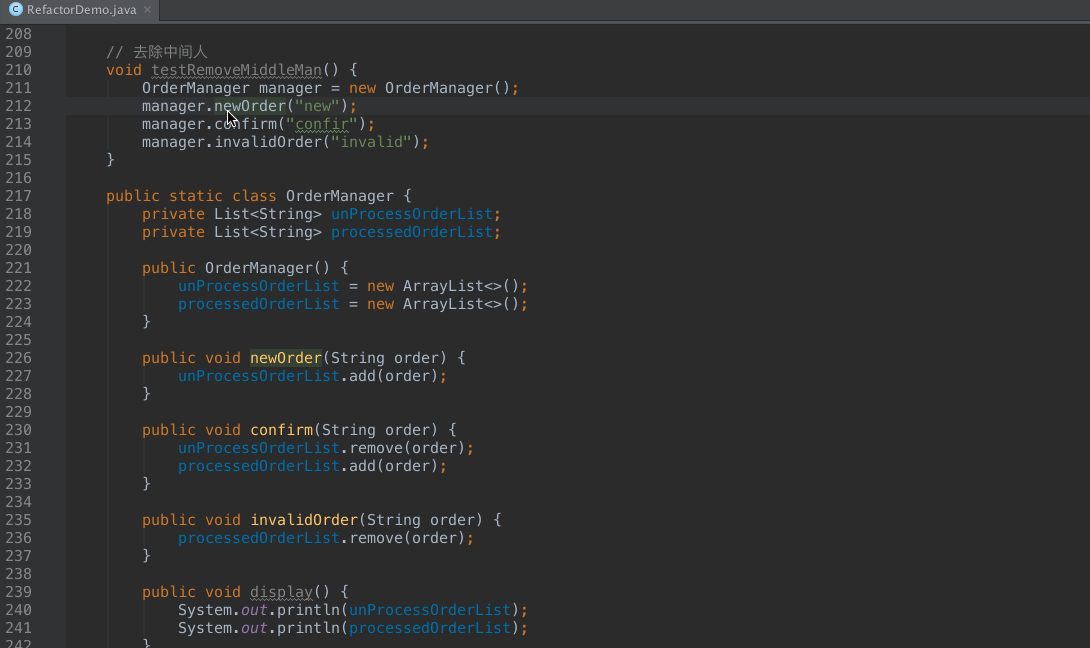 RefactorDemo.java ×
208
209 // 去除中间人
210 void testRemoveMiddleMan() {
211 OrderManager manager = new OrderManager();
212 manager.newOrder("new");
213 manager.confirm("confir");
214 manager.invalidOrder("invalid");
215 }
216
217 public static class OrderManager {
218 private List<String> unProcessOrderList;
219 private List<String> processedOrderList;
220
221 public OrderManager() {
222 unProcessOrderList = new ArrayList<>();
223 processedOrderList = new ArrayList<>();
224 }
225
226 public void newOrder(String order) {
227 unProcessOrderList.add(order);
228 }
229
230 public void confirm(String order) {
231 unProcessOrderList.remove(order);
232 processedOrderList.add(order);
233 }
234
235 public void invalidOrder(String order) {
236 processedOrderList.remove(order);
237 }
238
239 public void display() {
240 System.out.println(unProcessOrderList);
241 System.out.println(processedOrderList);
242 }